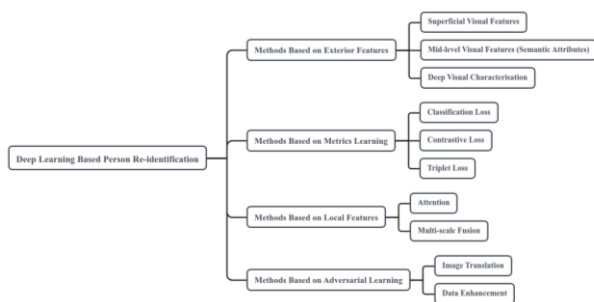 Deep Learning Based Person Re-identification
Methods Based on Exterior Features
Superficial Visual Features
Mid-level Visual Features (Semantic Attributes)
Deep Visual Characterisation
Methods Based on Metrics Learning
Classification Loss
Contrastive Loss
Triplet Loss
Methods Based on Local Features
Attention
Multi-scale Fusion
Methods Based on Adversarial Learning
Image Translation
Data Enhancement